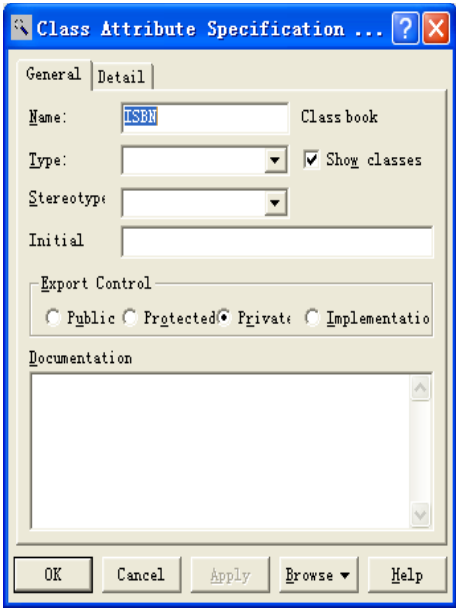 Class Attribute Specification ...
General Detail
Name: ISBN Class book
Type: Show classes
Stereotype
Initial
Export Control
Public Protected Private Implementatio
Documentation
OK Cancel Apply Browse Help